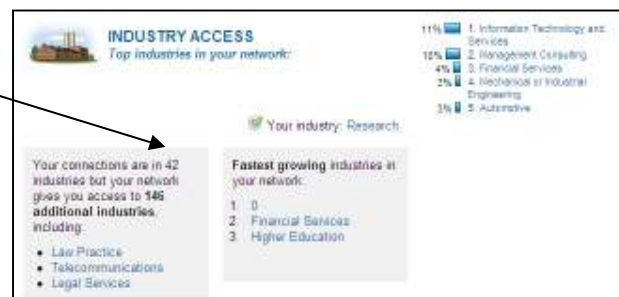 INDUSTRY ACCESS
Top industries in your network:
11% 1. Information Technology and
Services
10% 2. Management Consulting
4% 3. Financial Services
3% 4. Mechanical or Industrial
Engineering
3% 5. Automotive
Your industry: Research
Your connections are in 42
industries but your network
gives you access to 146
additional industries,
including:
• Law Practice
• Telecommunications
• Legal Services
Fastest growing industries in
your network:
1. 0
2. Financial Services
3. Higher Education